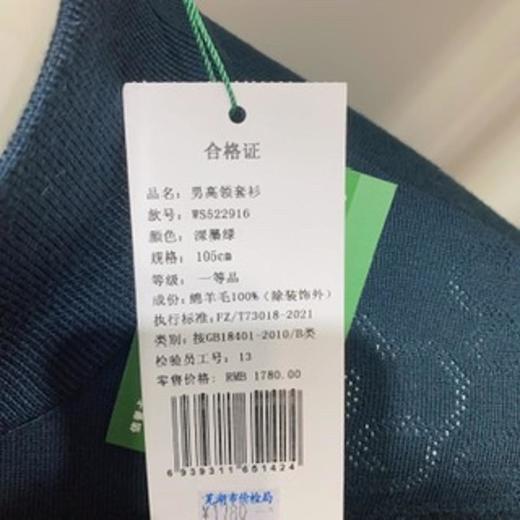 合格证
品名: 男高领套衫
款号: WS522916
颜色: 深墨绿
规格: 105cm
等级: 一等品
成份: 绵羊毛100%(除装饰外)
执行标准: FZ/T73018-2021
类别: 按GB18401-2010/B类
检验员工号: 13
零售价格: RMB 1780.00
6939311651424
芜湖市价检局
¥1780